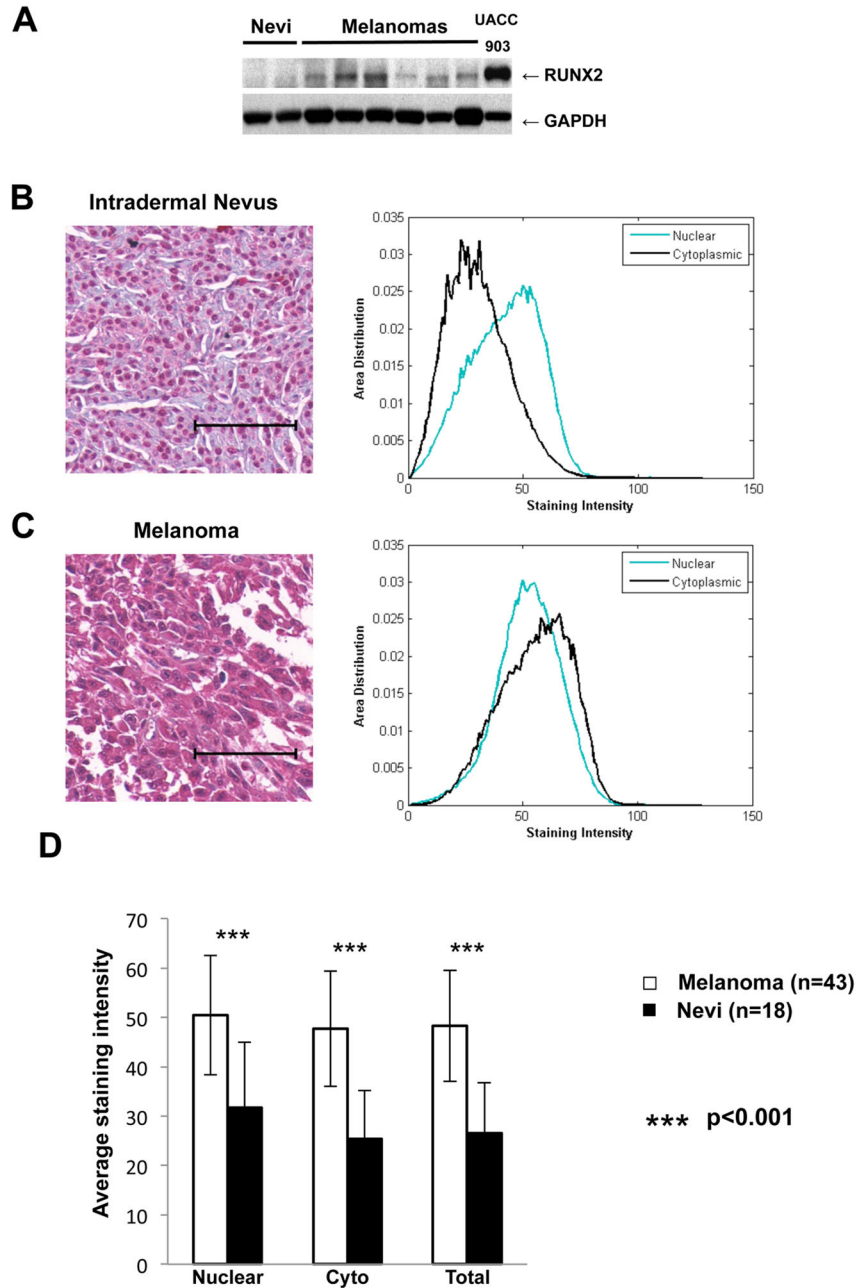 A
Nevi
Melanomas
UACC
903
← RUNX2
← GAPDH
B
Intradermal Nevus
0.035
0.03
0.025
0.02
0.015
0.01
0.005
0
Area Distribution
Nuclear
Cytoplasmic
0
50
100
150
Staining Intensity
C
Melanoma
0.035
0.03
0.025
0.02
0.015
0.01
0.005
0
Area Distribution
Nuclear
Cytoplasmic
0
50
100
150
Staining Intensity
D
Average staining intensity
70
60
50
40
30
20
10
0
***
***
***
Nuclear
Cyto
Total
Melanoma (n=43)
Nevi (n=18)
*** p<0.001